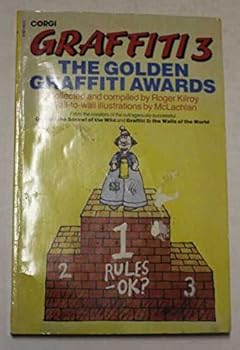 CORGI
GRAFFITI 3
THE GOLDEN
GRAFFITI AWARDS
collected and compiled by Roger Kilroy
wall-to-wall illustrations by McLachlan
From the creators of the outrageously successful
the Scrawl of the Wild and Graffiti 2: the Walls of the World
1
2
RULES
-OK?
3